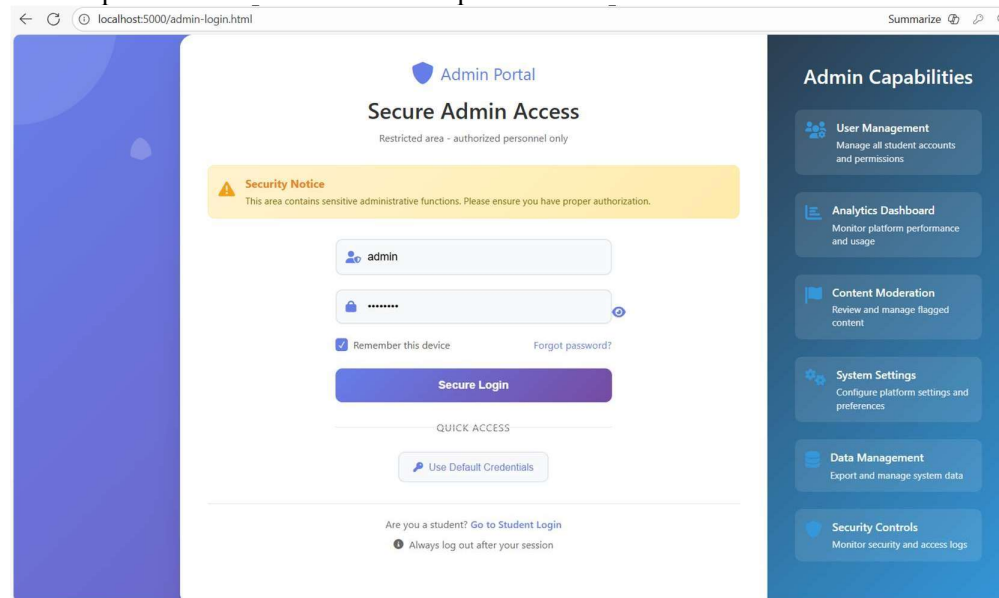 localhost:5000/admin-login.html
Summarize
Admin Portal
Secure Admin Access
Restricted area - authorized personnel only
Security Notice
This area contains sensitive administrative functions. Please ensure you have proper authorization.
admin
••••••••
Remember this device
Forgot password?
Secure Login
QUICK ACCESS
Use Default Credentials
Are you a student? Go to Student Login
Always log out after your session
Admin Capabilities
User Management
Manage all student accounts
and permissions
Analytics Dashboard
Monitor platform performance
and usage
Content Moderation
Review and manage flagged
content
System Settings
Configure platform settings and
preferences
Data Management
Export and manage system data
Security Controls
Monitor security and access logs